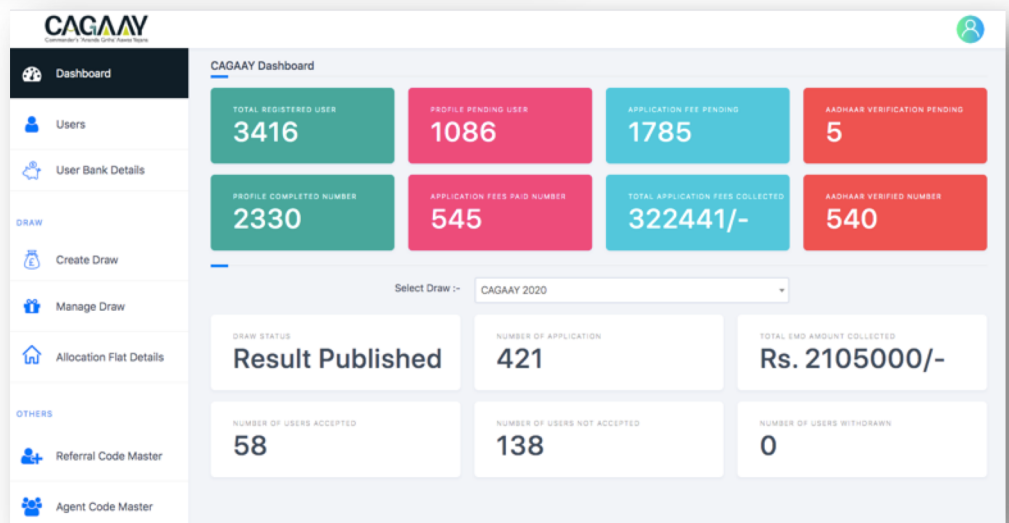 CAGAAY
Commander's 'Ananda Griha' Aawas Yojana
Dashboard
Users
User Bank Details
DRAW
Create Draw
Manage Draw
Allocation Flat Details
OTHERS
Referral Code Master
Agent Code Master
CAGAAY Dashboard
TOTAL REGISTERED USER
3416
PROFILE PENDING USER
1086
APPLICATION FEE PENDING
1785
AADHAAR VERIFICATION PENDING
5
PROFILE COMPLETED NUMBER
2330
APPLICATION FEES PAID NUMBER
545
TOTAL APPLICATION FEES COLLECTED
322441/-
AADHAAR VERIFIED NUMBER
540
Select Draw :-
CAGAAY 2020
DRAW STATUS
Result Published
NUMBER OF APPLICATION
421
TOTAL EMD AMOUNT COLLECTED
Rs. 2105000/-
NUMBER OF USERS ACCEPTED
58
NUMBER OF USERS NOT ACCEPTED
138
NUMBER OF USERS WITHDRAWN
0